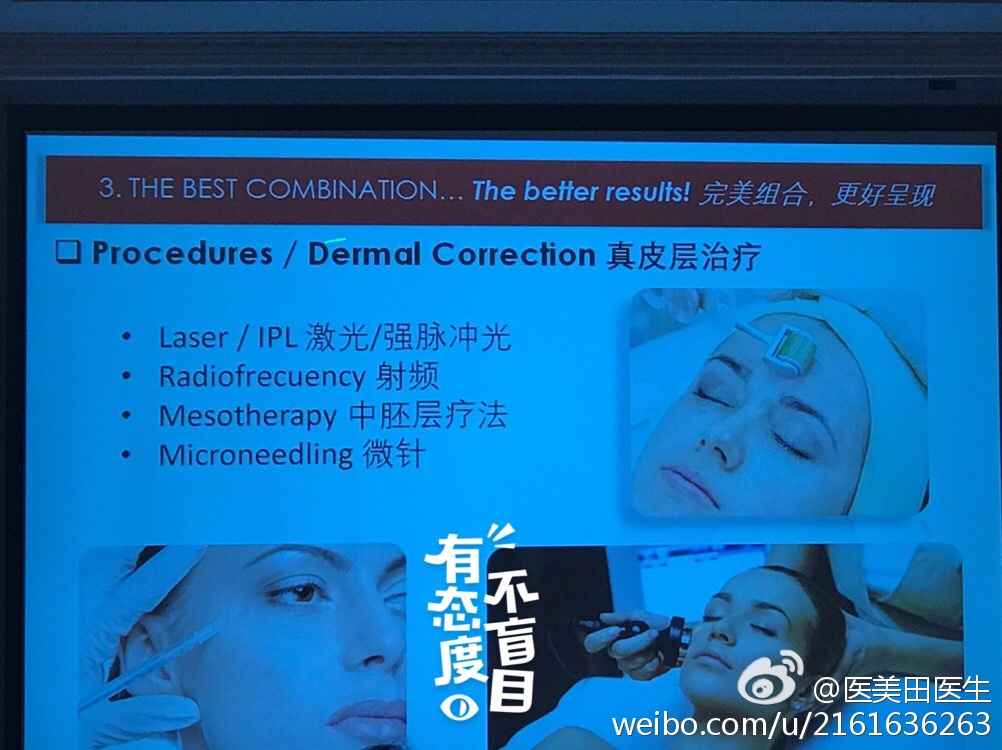 3. THE BEST COMBINATION... The better results! 完美组合，更好呈现
❑ Procedures / Dermal Correction 真皮层治疗
• Laser / IPL 激光/强脉冲光
• Radiofrecuency 射频
• Mesotherapy 中胚层疗法
• Microneedling 微针
有态度
不盲目
@医美田医生
weibo.com/u/2161636263